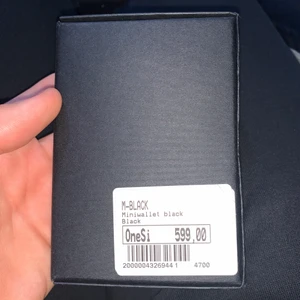 M-BLACK
Miniwallet black
Black
OneSi 599,00
2000004326944 1 4700